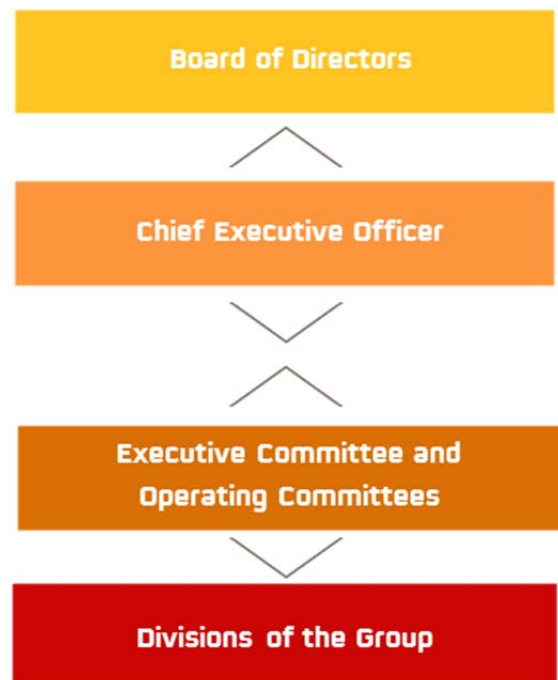 Board of Directors
Chief Executive Officer
Executive Committee and
Operating Committees
Divisions of the Group